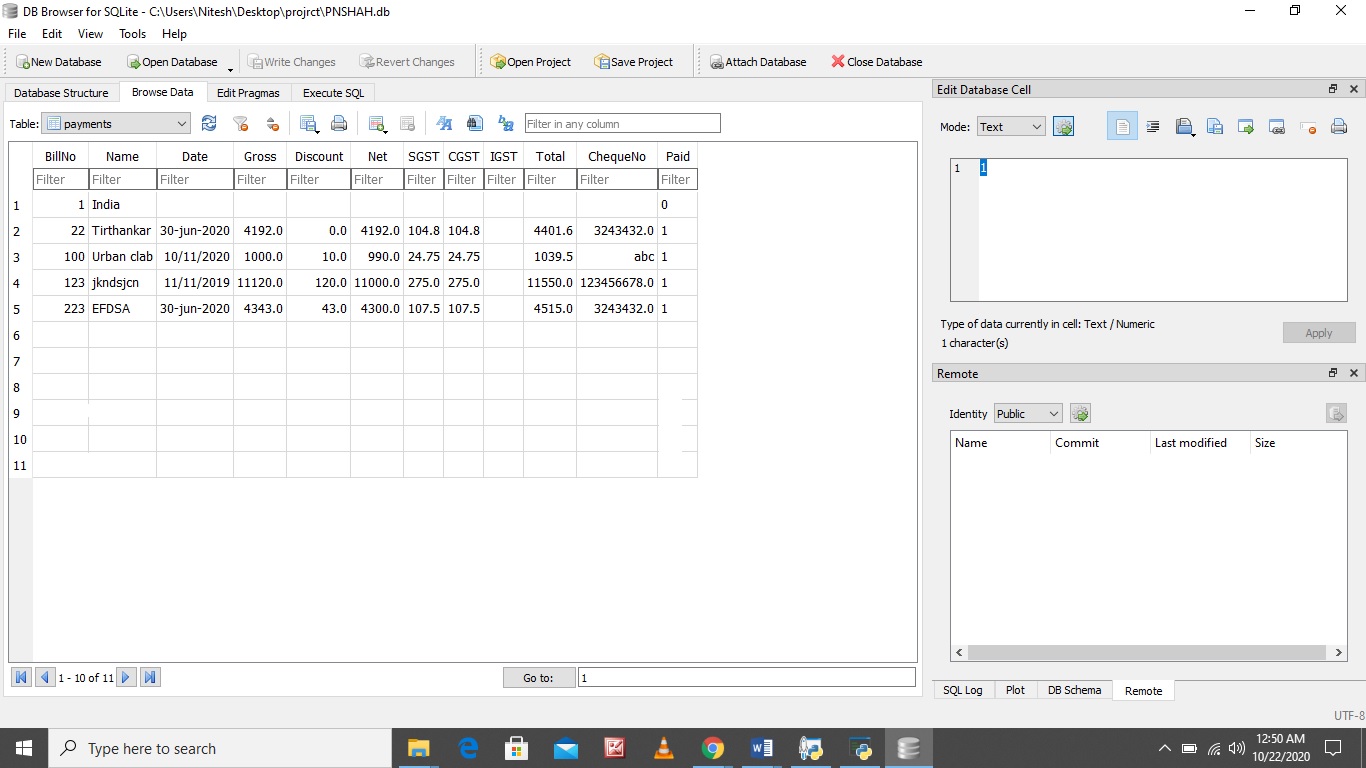 DB Browser for SQLite - C:\Users\Nitesh\Desktop\projrct\PNSHAH.db
File Edit View Tools Help
New Database Open Database Write Changes Revert Changes Open Project Save Project Attach Database Close Database
Database Structure Browse Data Edit Pragmas Execute SQL
Table: payments Filter in any column
BillNo Name Date Gross Discount Net SGST CGST IGST Total ChequeNo Paid
Filter Filter Filter Filter Filter Filter Filter Filter Filter Filter Filter Filter
1 1 India 0
2 22 Tirthankar 30-jun-2020 4192.0 0.0 4192.0 104.8 104.8 4401.6 3243432.0 1
3 100 Urban clab 10/11/2020 1000.0 10.0 990.0 24.75 24.75 1039.5 abc 1
4 123 jkndsjcn 11/11/2019 11120.0 120.0 11000.0 275.0 275.0 11550.0 123456678.0 1
5 223 EFDSA 30-jun-2020 4343.0 43.0 4300.0 107.5 107.5 4515.0 3243432.0 1
6
7
8
9
10
11
1 - 10 of 11 Go to: 1
Edit Database Cell
Mode: Text
1 1
Type of data currently in cell: Text / Numeric
1 character(s)
Apply
Remote
Identity Public
Name Commit Last modified Size
SQL Log Plot DB Schema Remote
UTF-8
Type here to search
12:50 AM
10/22/2020